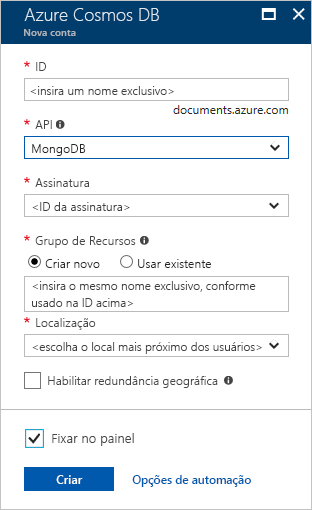 Azure Cosmos DB
Nova conta
* ID
<insira um nome exclusivo>
documents.azure.com
* API
MongoDB
* Assinatura
<ID da assinatura>
* Grupo de Recursos
Criar novo Usar existente
<insira o mesmo nome exclusivo, conforme
usado na ID acima>
* Localização
<escolha o local mais próximo dos usuários>
Habilitar redundância geográfica
Fixar no painel
Criar Opções de automação